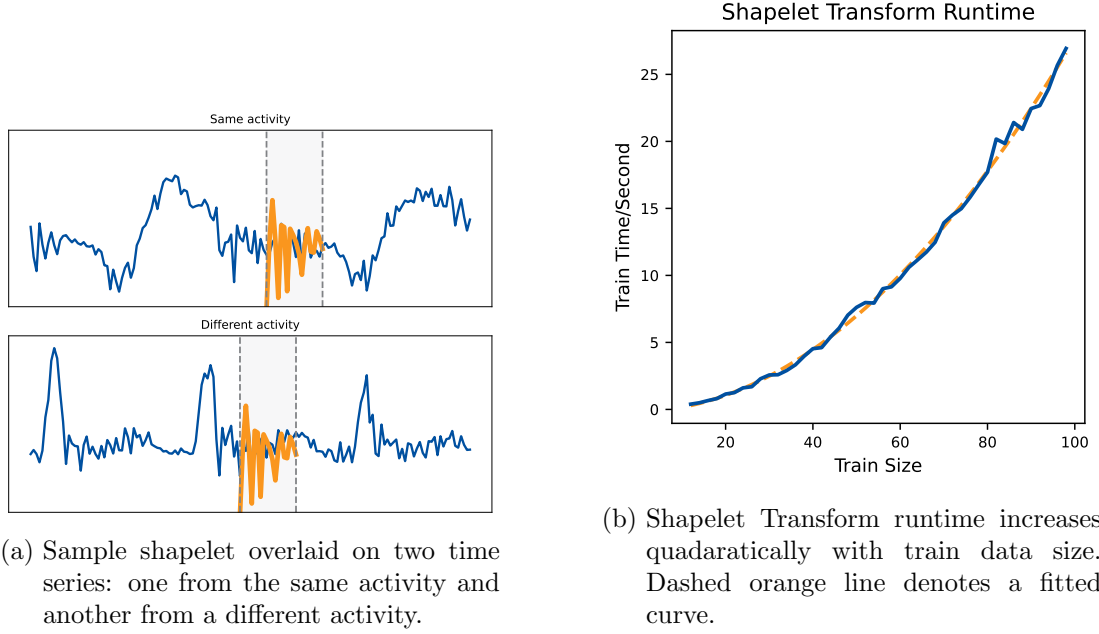 Same activity
Different activity
(a) Sample shapelet overlaid on two time
series: one from the same activity and
another from a different activity.
Shapelet Transform Runtime
Train Time/Second
25
20
15
10
5
0
20 40 60 80 100
Train Size
(b) Shapelet Transform runtime increases
quadaratically with train data size.
Dashed orange line denotes a fitted
curve.